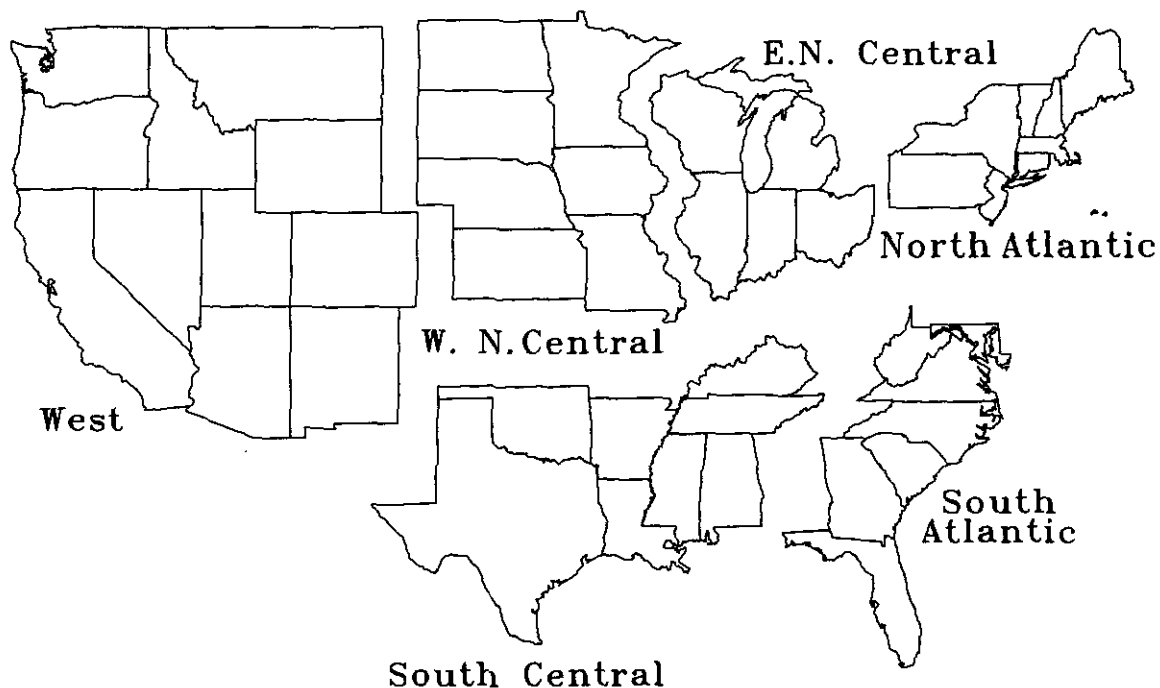 E.N. Central
North Atlantic
W. N. Central
West
South
Atlantic
South Central